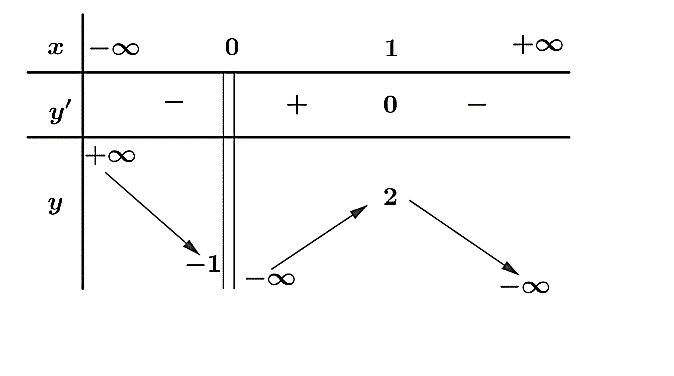 x −∞ 0 1 +∞
y′ − + 0 −
+∞
y 2
−1 −∞ −∞